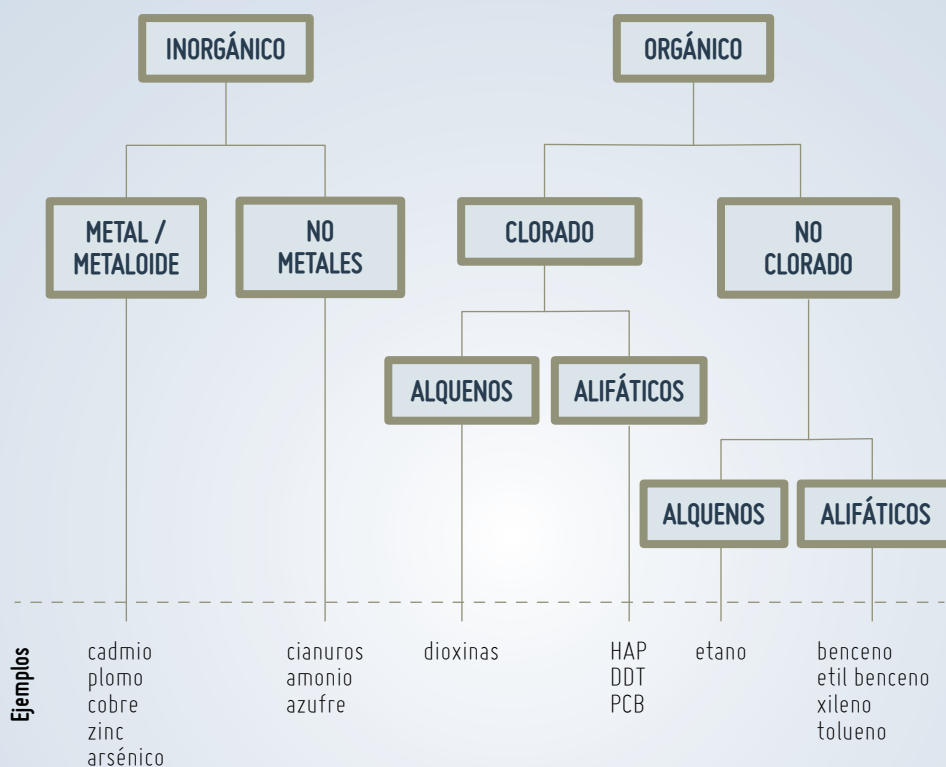 INORGÁNICO
ORGÁNICO
METAL /
METALOIDE
NO
METALES
CLORADO
NO
CLORADO
ALQUENOS
ALIFÁTICOS
ALQUENOS
ALIFÁTICOS
Ejemplos
cadmio
plomo
cobre
zinc
arsénico
cianuros
amonio
azufre
dioxinas
HAP
DDT
PCB
etano
benceno
etil benceno
xileno
tolueno